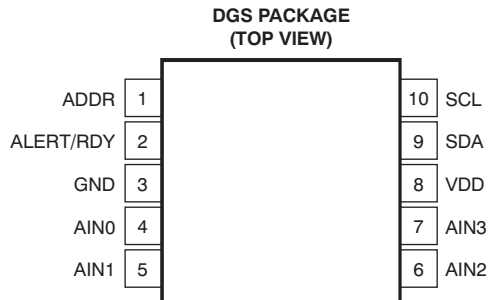 DGS PACKAGE
(TOP VIEW)
ADDR 1 10 SCL
ALERT/RDY 2 9 SDA
GND 3 8 VDD
AIN0 4 7 AIN3
AIN1 5 6 AIN2